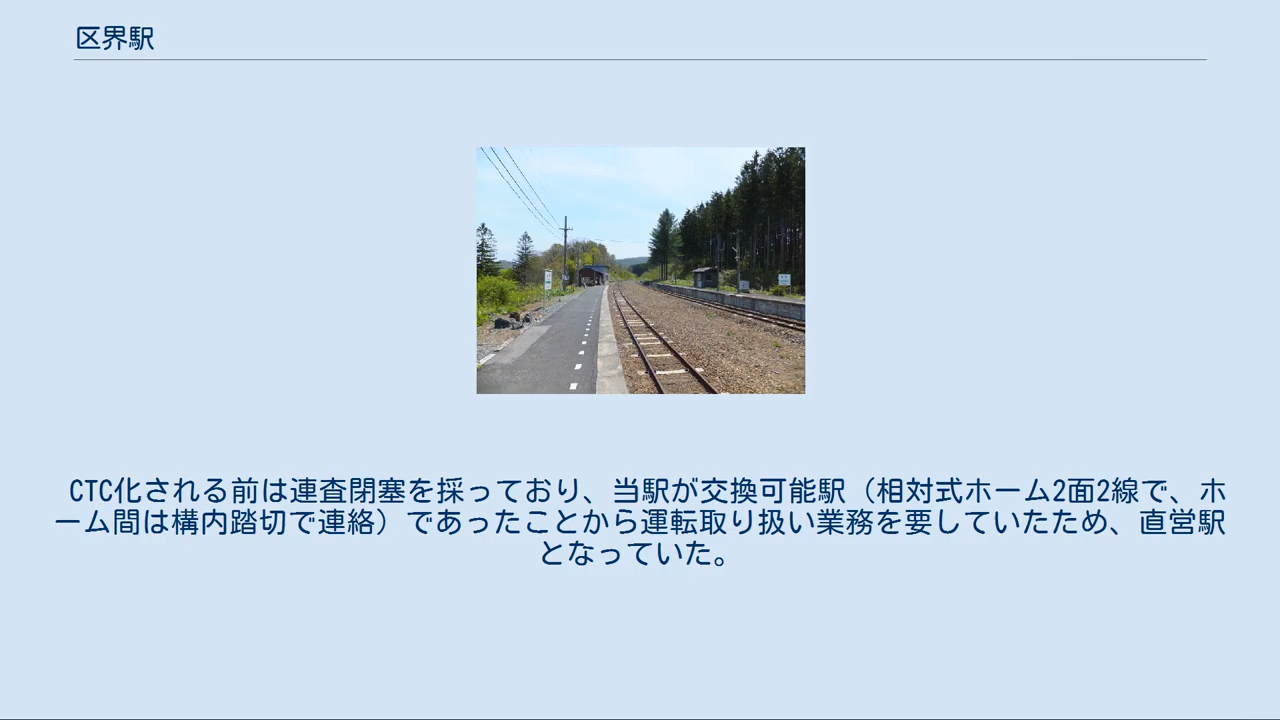 区界駅
CTC化される前は連査閉塞を採っており、当駅が交換可能駅（相対式ホーム2面2線で、ホ
ーム間は構内踏切で連絡）であったことから運転取り扱い業務を要していたため、直営駅
となっていた。